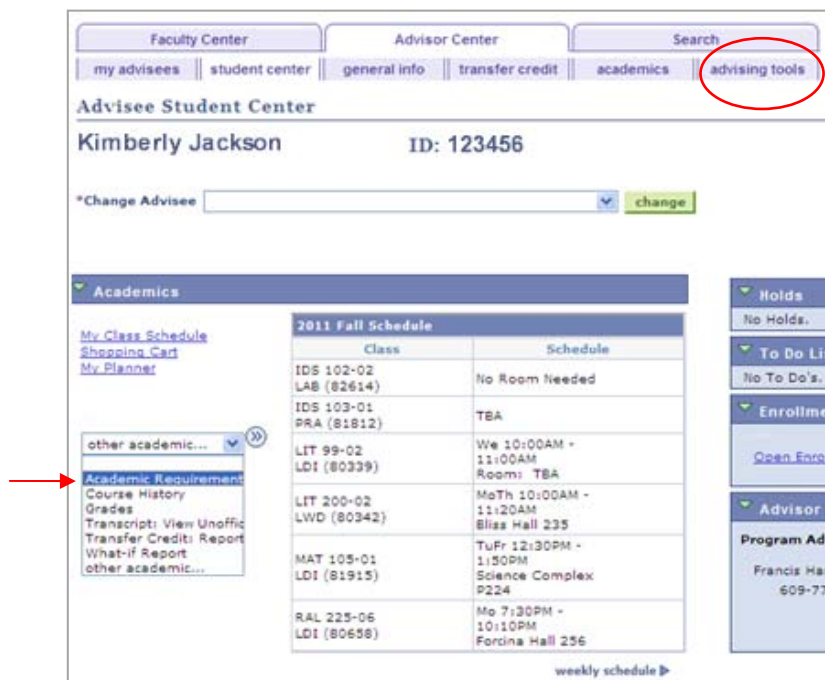 Faculty Center Advisor Center Search
my advisees student center general info transfer credit academics advising tools
Advisee Student Center
Kimberly Jackson ID: 123456
*Change Advisee change
Academics
My Class Schedule
Shopping Cart
My Planner
other academic...
Academic Requirement
Course History
Grades
Transcript: View Unoffic
Transfer Credit: Report
What-if Report
other academic...
2011 Fall Schedule
Class Schedule
IDS 102-02
LAB (82614)
No Room Needed
IDS 103-01
PRA (81812)
TBA
LIT 99-02
LDI (80339)
We 10:00AM -
11:00AM
Room: TBA
LIT 200-02
LWD (80342)
MoTh 10:00AM -
11:20AM
Bliss Hall 235
MAT 105-01
LDI (81915)
TuFr 12:30PM -
1:50PM
Science Complex
P224
RAL 225-06
LDI (80658)
Mo 7:30PM -
10:10PM
Forcina Hall 256
weekly schedule
Holds
No Holds.
To Do Li
No To Do's.
Enrollme
Open Enro
Advisor
Program Ad
Francis Ha
609-77